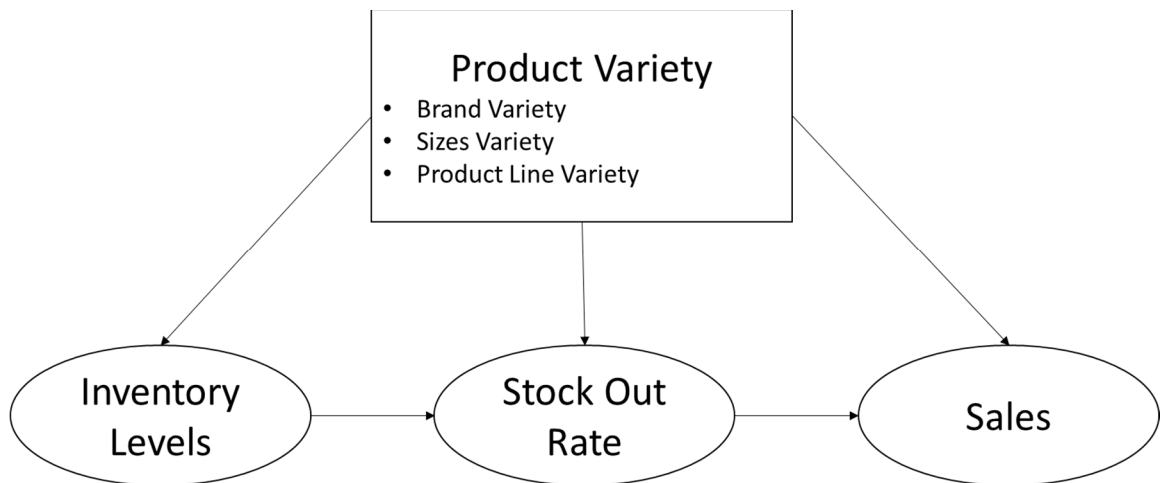 Product Variety
• Brand Variety
• Sizes Variety
• Product Line Variety
Inventory
Levels
Stock Out
Rate
Sales